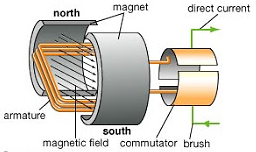 north
magnet
direct current
armature
south
magnetic field
commutator
brush